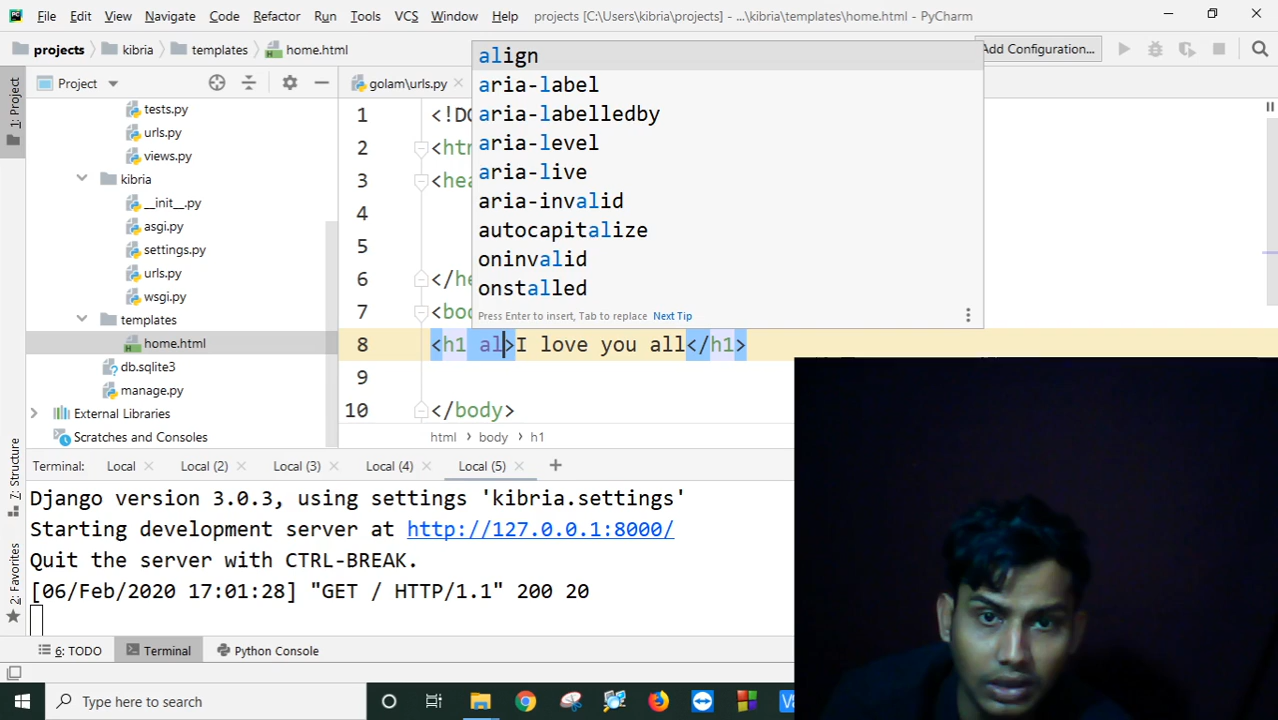 File Edit View Navigate Code Refactor Run Tools VCS Window Help projects [C:\Users\kibria\projects] - ...\kibria\templates\home.html - PyCharm
projects kibria templates home.html Add Configuration...
1: Project
Project
golam\urls.py
tests.py
urls.py
views.py
kibria
__init__.py
asgi.py
settings.py
urls.py
wsgi.py
templates
home.html
db.sqlite3
manage.py
External Libraries
Scratches and Consoles
align
aria-label
aria-labelledby
aria-level
aria-live
aria-invalid
autocapitalize
oninvalid
onstalled
Press Enter to insert, Tab to replace Next Tip
1 <!DO
2 <htm
3 <hea
4
5
6 </he
7 <bod
8 <h1 al>I love you all</h1>
9
10 </body>
html › body › h1
7: Structure
2: Favorites
Terminal: Local Local (2) Local (3) Local (4) Local (5)
Django version 3.0.3, using settings 'kibria.settings'
Starting development server at http://127.0.0.1:8000/
Quit the server with CTRL-BREAK.
[06/Feb/2020 17:01:28] "GET / HTTP/1.1" 200 20
6: TODO Terminal Python Console
Type here to search